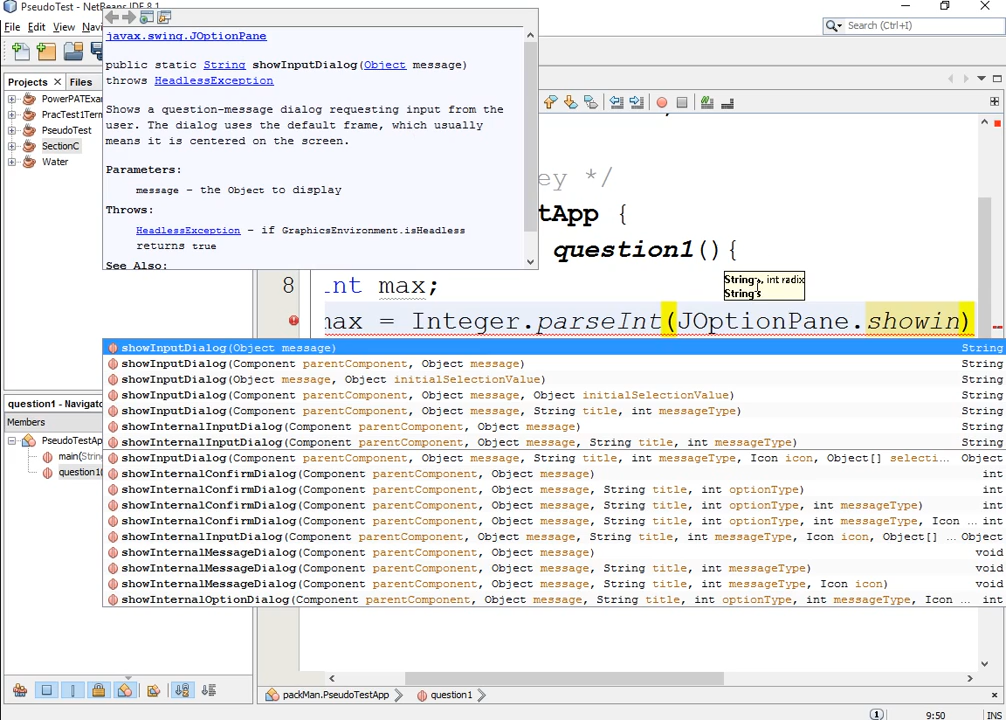 PseudoTest - NetBeans IDE 8.1
File Edit View Navi
Search (Ctrl+I)
Projects
Files
PowerPATExa
PracTest1Term
PseudoTest
SectionC
Water
javax.swing.JOptionPane
public static String showInputDialog(Object message)
throws HeadlessException
Shows a question-message dialog requesting input from the
user. The dialog uses the default frame, which usually
means it is centered on the screen.
Parameters:
message - the Object to display
Throws:
HeadlessException - if GraphicsEnvironment.isHeadless
returns true
See Also:
ey */
tApp {
question1(){
String s, int radix
String s
8 int max;
max = Integer.parseInt(JOptionPane.showin)
showInputDialog(Object message) String
showInputDialog(Component parentComponent, Object message) String
showInputDialog(Object message, Object initialSelectionValue) String
showInputDialog(Component parentComponent, Object message, Object initialSelectionValue) String
showInputDialog(Component parentComponent, Object message, String title, int messageType) String
showInternalInputDialog(Component parentComponent, Object message) String
showInternalInputDialog(Component parentComponent, Object message, String title, int messageType) String
showInputDialog(Component parentComponent, Object message, String title, int messageType, Icon icon, Object[] selecti... Object
showInternalConfirmDialog(Component parentComponent, Object message) int
showInternalConfirmDialog(Component parentComponent, Object message, String title, int optionType) int
showInternalConfirmDialog(Component parentComponent, Object message, String title, int optionType, int messageType) int
showInternalConfirmDialog(Component parentComponent, Object message, String title, int optionType, int messageType, Icon ... int
showInternalInputDialog(Component parentComponent, Object message, String title, int messageType, Icon icon, Object[] ... Object
showInternalMessageDialog(Component parentComponent, Object message) void
showInternalMessageDialog(Component parentComponent, Object message, String title, int messageType) void
showInternalMessageDialog(Component parentComponent, Object message, String title, int messageType, Icon icon) void
showInternalOptionDialog(Component parentComponent, Object message, String title, int optionType, int messageType, Icon ... int
question1 - Navigato
Members
PseudoTestAp
main(Strin
question1(
packMan.PseudoTestApp
question1
1
9:50
INS